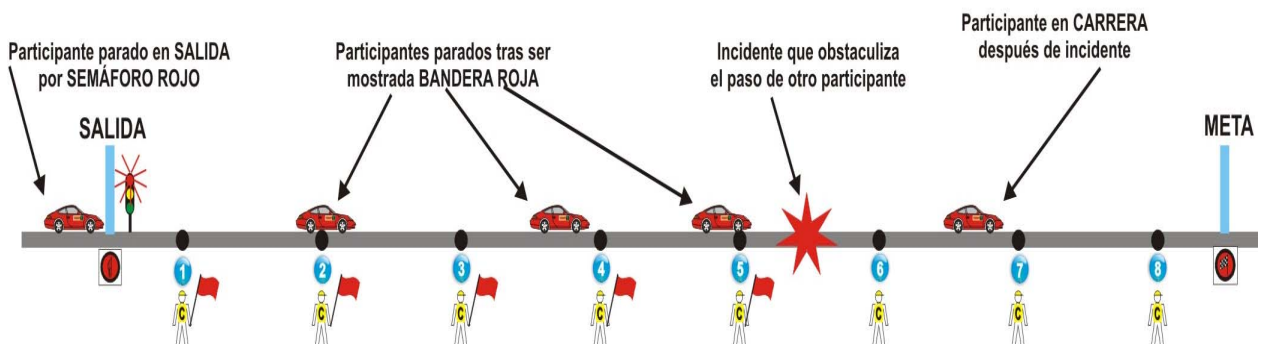 Participante parado en SALIDA
por SEMÁFORO ROJO
Participantes parados tras ser
mostrada BANDERA ROJA
Incidente que obstaculiza
el paso de otro participante
Participante en CARRERA
después de incidente
SALIDA
META
1
2
3
4
5
6
7
8
C
C
C
C
C
C
C
C